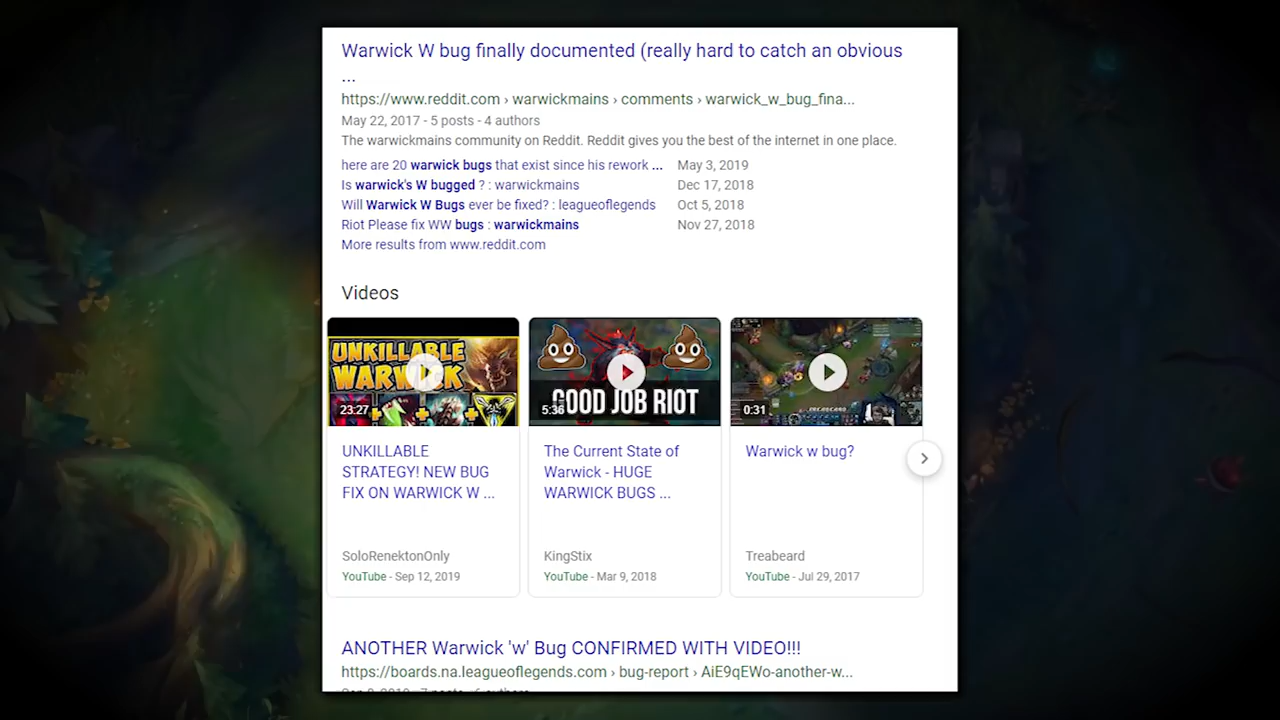 Warwick W bug finally documented (really hard to catch an obvious
...
https://www.reddit.com › warwickmains › comments › warwick_w_bug_fina...
May 22, 2017 - 5 posts - 4 authors
The warwickmains community on Reddit. Reddit gives you the best of the internet in one place.
here are 20 warwick bugs that exist since his rework ... May 3, 2019
Is warwick's W bugged ? : warwickmains Dec 17, 2018
Will Warwick W Bugs ever be fixed? : leagueoflegends Oct 5, 2018
Riot Please fix WW bugs : warwickmains Nov 27, 2018
More results from www.reddit.com
Videos
UNKILLABLE
WARWICK
23:27
UNKILLABLE
STRATEGY! NEW BUG
FIX ON WARWICK W ...
SoloRenektonOnly
YouTube - Sep 12, 2019
GOOD JOB RIOT
5:36
The Current State of
Warwick - HUGE
WARWICK BUGS ...
KingStix
YouTube - Mar 9, 2018
0:31
Warwick w bug?
Treabeard
YouTube - Jul 29, 2017
ANOTHER Warwick 'w' Bug CONFIRMED WITH VIDEO!!!
https://boards.na.leagueoflegends.com › bug-report › AiE9qEWo-another-w...